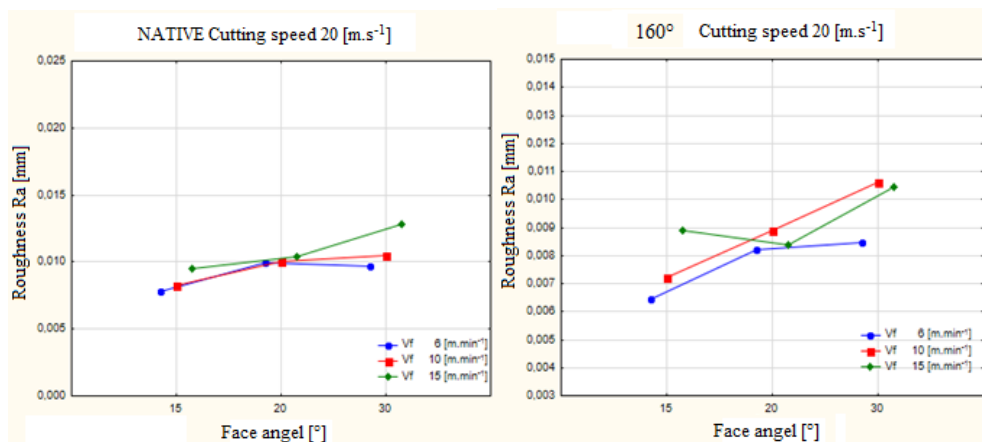 NATIVE Cutting speed 20 [m.s-1]
Roughness Ra [mm]
0,025
0,020
0,015
0,010
0,005
0,000
Vf 6 [m.min-1]
Vf 10 [m.min-1]
Vf 15 [m.min-1]
15 20 30
Face angel [°]
160° Cutting speed 20 [m.s-1]
Roughness Ra [mm]
0,015
0,014
0,013
0,012
0,011
0,010
0,009
0,008
0,007
0,006
0,005
0,004
0,003
Vf 6 [m.min-1]
Vf 10 [m.min-1]
Vf 15 [m.min-1]
15 20 30
Face angel [°]